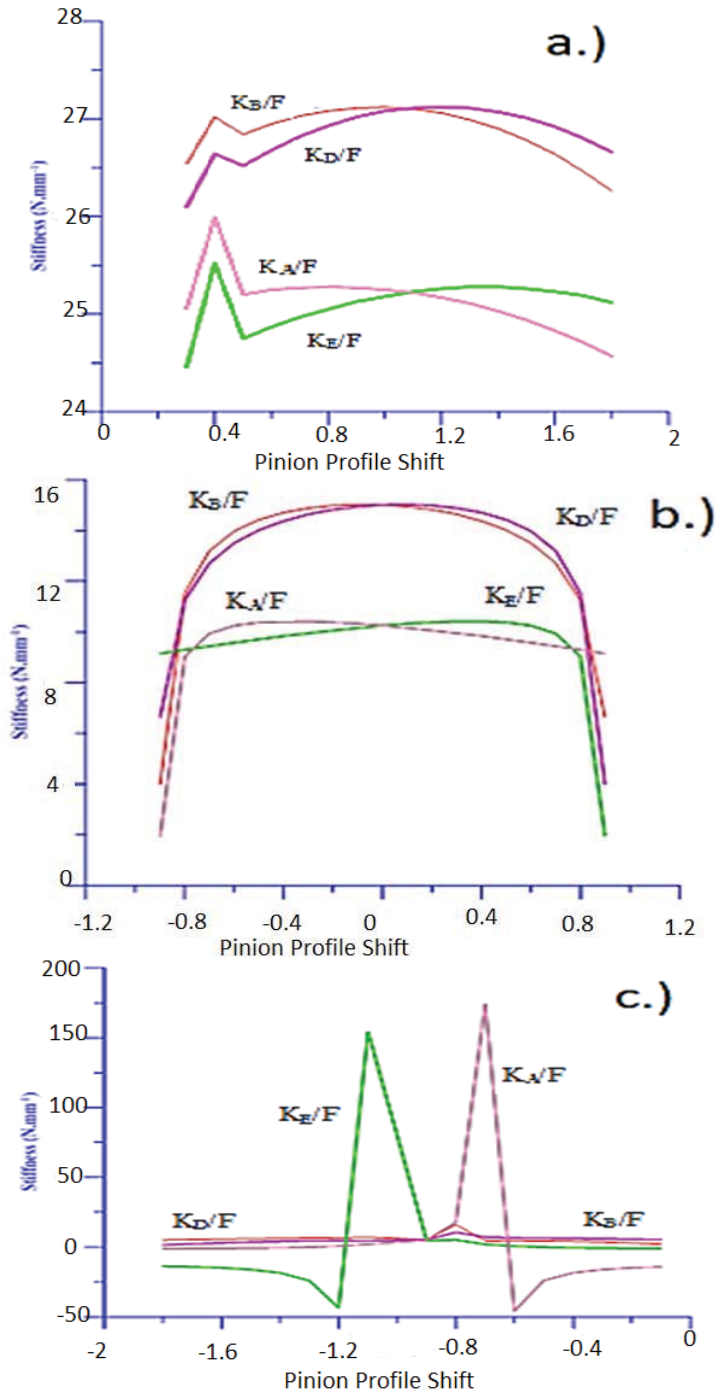 28
a.)
27
K_B/F
K_D/F
26
Stiffness (N.mm⁻¹)
K_A/F
25
K_E/F
24
0 0.4 0.8 1.2 1.6 2
Pinion Profile Shift
16
K_B/F
K_D/F
b.)
12
K_A/F
K_E/F
8
Stiffness (N.mm⁻¹)
4
0
-1.2 -0.8 -0.4 0 0.4 0.8 1.2
Pinion Profile Shift
200
c.)
150
K_A/F
100
K_E/F
Stiffness (N.mm⁻¹)
50
K_D/F
K_B/F
0
-50
-2 -1.6 -1.2 -0.8 -0.4 0
Pinion Profile Shift